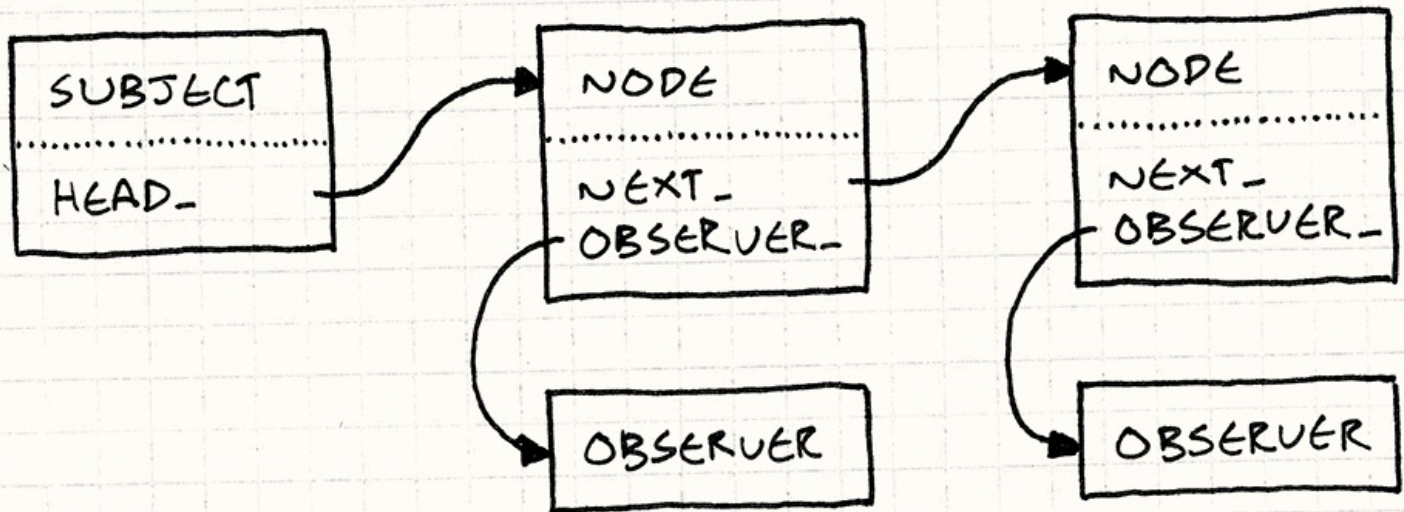 SUBJECT
HEAD_
NODE
NEXT_
OBSERVER_
NODE
NEXT_
OBSERVER_
OBSERVER
OBSERVER